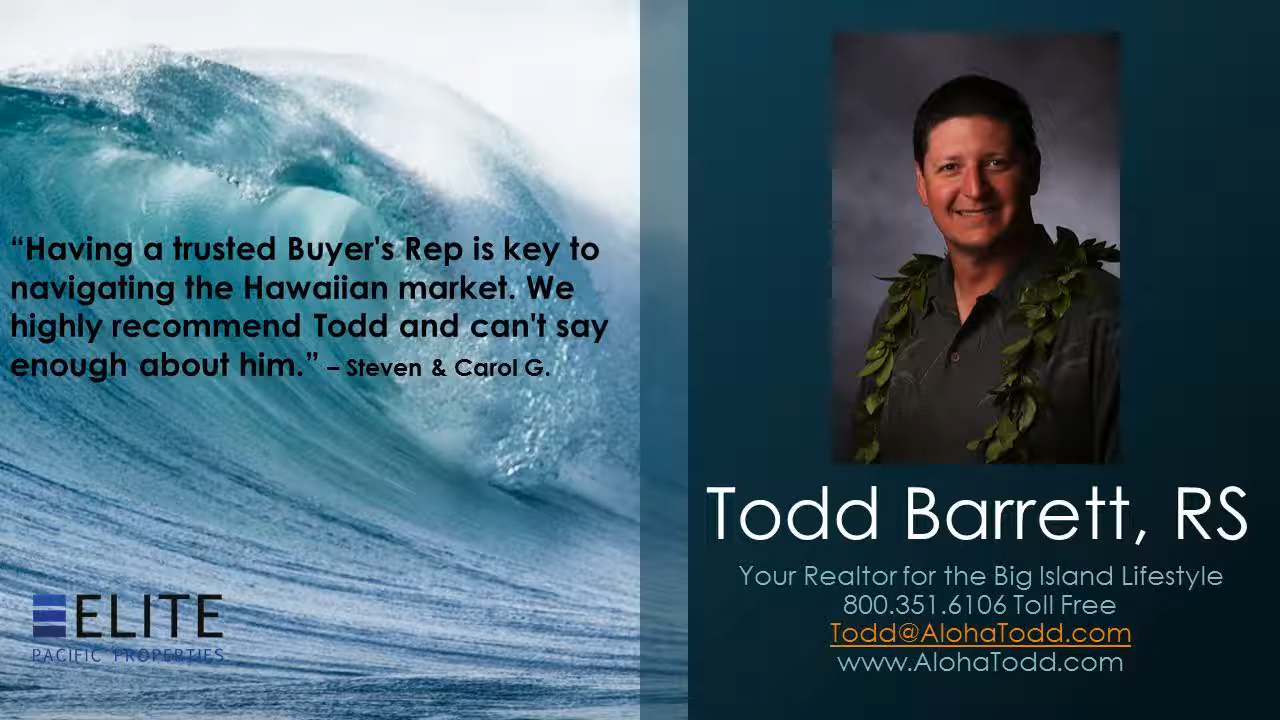 “Having a trusted Buyer's Rep is key to
navigating the Hawaiian market. We
highly recommend Todd and can't say
enough about him.” – Steven & Carol G.
ELITE
PACIFIC PROPERTIES
Todd Barrett, RS
Your Realtor for the Big Island Lifestyle
800.351.6106 Toll Free
Todd@AlohaTodd.com
www.AlohaTodd.com